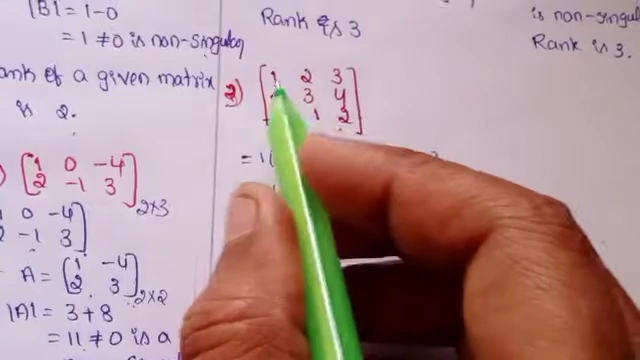 |B| = 1-0
= 1 ≠ 0 is non-singular
of a given matrix
is 2.
[1 0 -4
2 -1 3] 2×3
0 -4
-1 3]
A = [1 -4
2 3] 2×2
|A| = 3+8
= 11 ≠ 0 is a
Rank is 3
2) [1 2 3
3 4
1 2]
= 1(
is non-singul
Rank is 3.